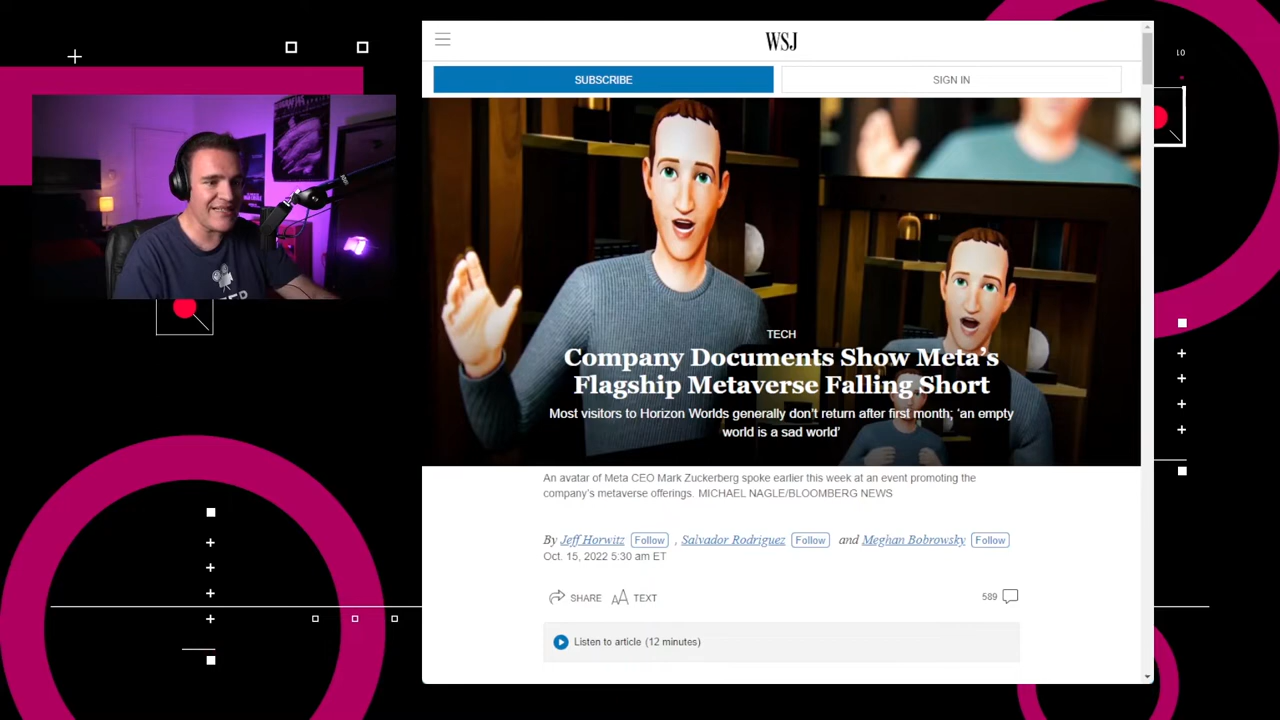 WSJ
SUBSCRIBE
SIGN IN
TECH
Company Documents Show Meta's
Flagship Metaverse Falling Short
Most visitors to Horizon Worlds generally don't return after first month; 'an empty
world is a sad world'
An avatar of Meta CEO Mark Zuckerberg spoke earlier this week at an event promoting the
company's metaverse offerings. MICHAEL NAGLE/BLOOMBERG NEWS
By Jeff Horwitz Follow , Salvador Rodriguez Follow and Meghan Bobrowsky Follow
Oct. 15, 2022 5:30 am ET
SHARE AA TEXT
589
Listen to article (12 minutes)